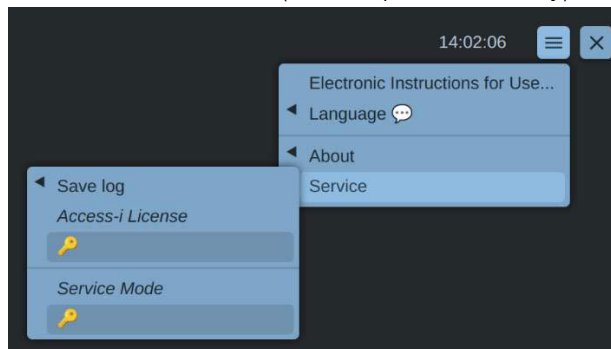 14:02:06
Electronic Instructions for Use...
Language
About
Service
Save log
Access-i License
Service Mode